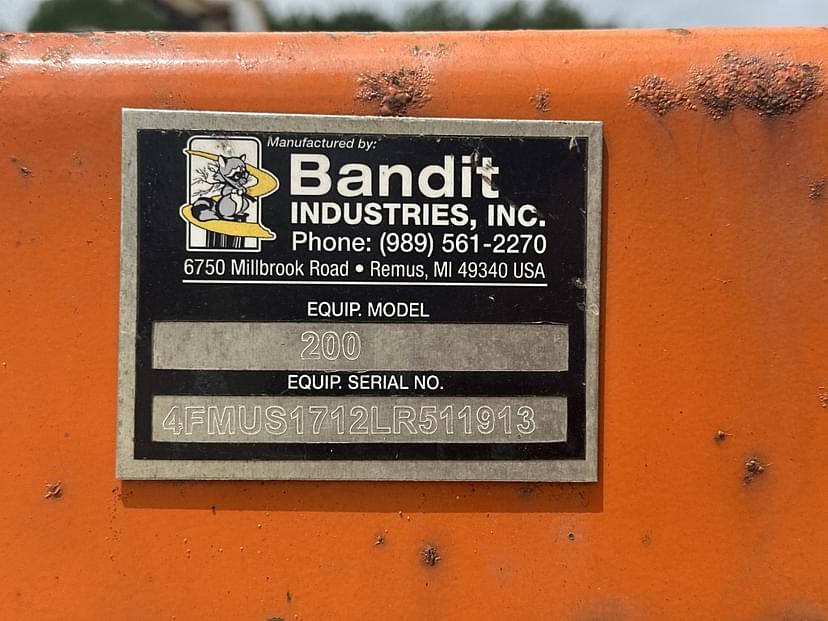 Manufactured by:
Bandit
INDUSTRIES, INC.
Phone: (989) 561-2270
6750 Millbrook Road • Remus, MI 49340 USA
EQUIP. MODEL
200
EQUIP. SERIAL NO.
4FMUS1712LR511913